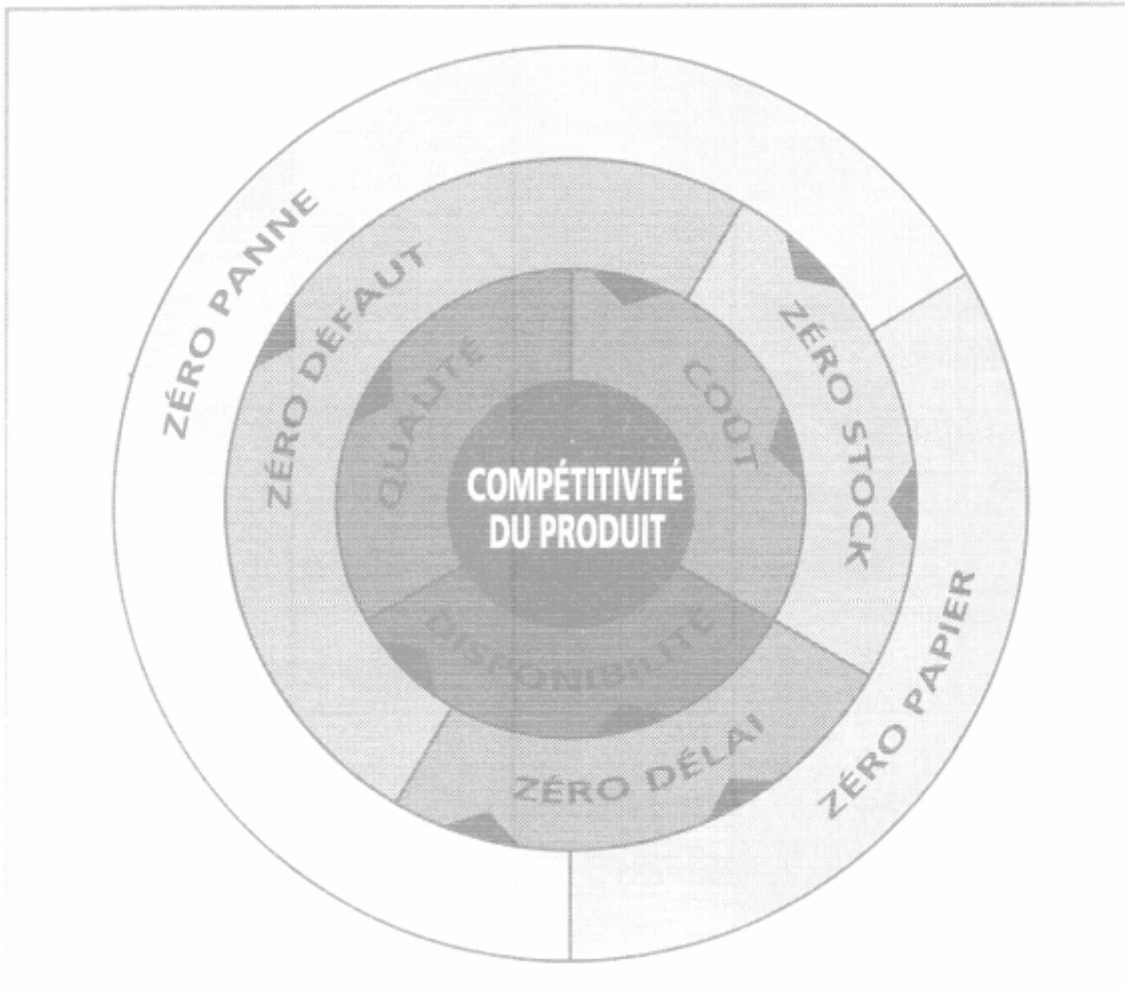 ZÉRO PANNE
ZÉRO DÉFAUT
QUALITÉ
COÛT
ZÉRO STOCK
COMPÉTITIVITÉ
DU PRODUIT
DISPONIBILITÉ
ZÉRO DÉLAI
ZÉRO PAPIER